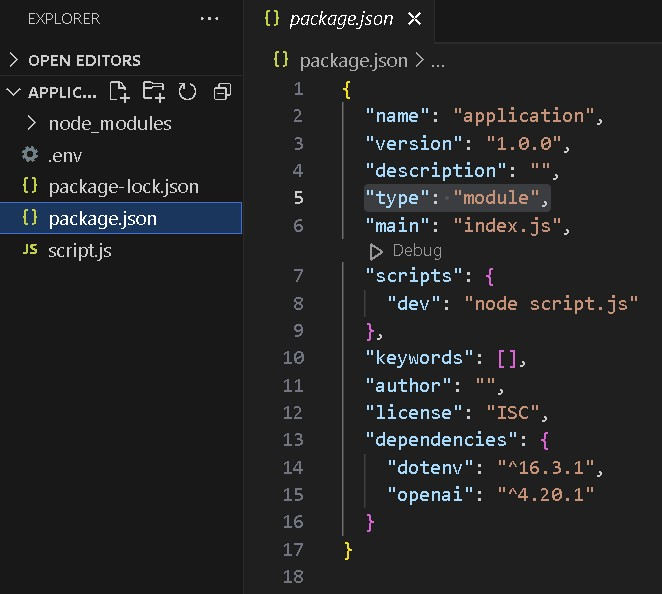 EXPLORER
OPEN EDITORS
APPLIC...
node_modules
.env
package-lock.json
package.json
JS script.js
{} package.json
{} package.json > ...
1 {
2 "name": "application",
3 "version": "1.0.0",
4 "description": "",
5 "type": "module",
6 "main": "index.js",
Debug
7 "scripts": {
8 "dev": "node script.js"
9 },
10 "keywords": [],
11 "author": "",
12 "license": "ISC",
13 "dependencies": {
14 "dotenv": "^16.3.1",
15 "openai": "^4.20.1"
16 }
17 }
18